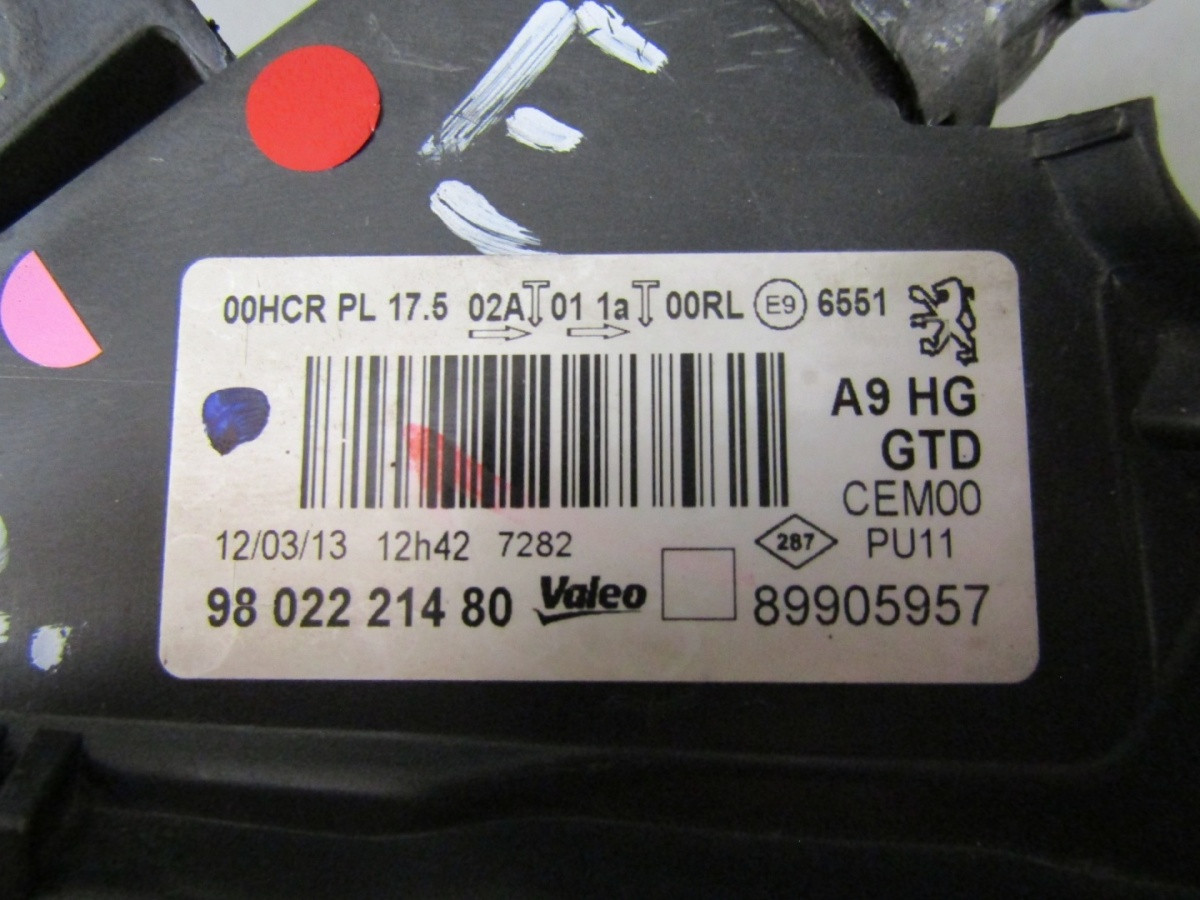 00HCR PL 17.5 02A 01 1a 00RL E9 6551
A9 HG
GTD
CEM00
12/03/13 12h42 7282 287 PU11
98 022 214 80 Valeo 89905957